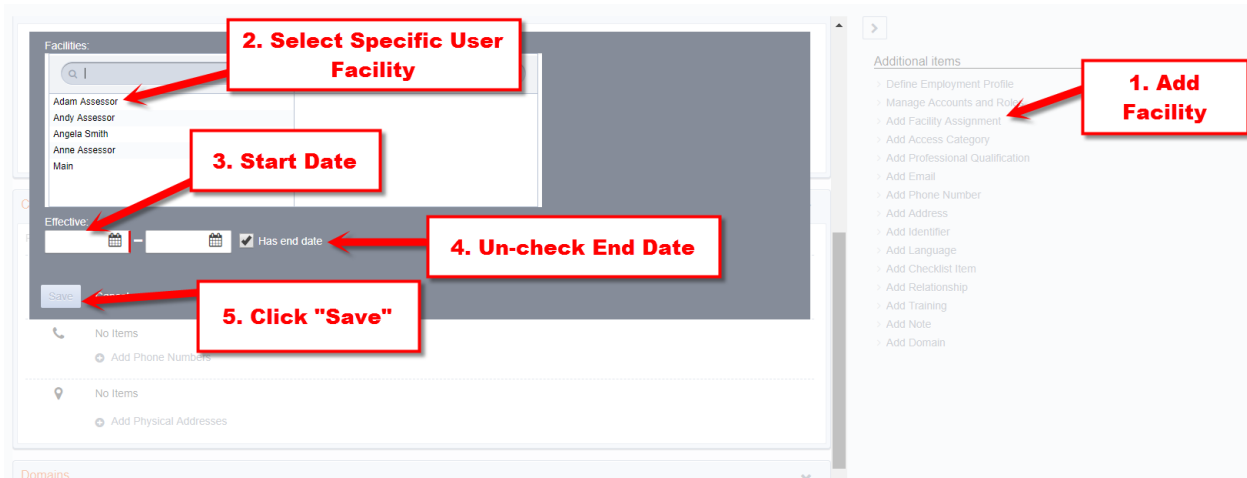 Facilities:
2. Select Specific User
Facility
Adam Assessor
Andy Assessor
Angela Smith
Anne Assessor
Main
3. Start Date
Effective:
Has end date
4. Un-check End Date
Save
5. Click "Save"
No Items
Add Phone Numbers
No Items
Add Physical Addresses
Domains
Additional items
1. Add
Facility
Define Employment Profile
Manage Accounts and Roles
Add Facility Assignment
Add Access Category
Add Professional Qualification
Add Email
Add Phone Number
Add Address
Add Identifier
Add Language
Add Checklist Item
Add Relationship
Add Training
Add Note
Add Domain